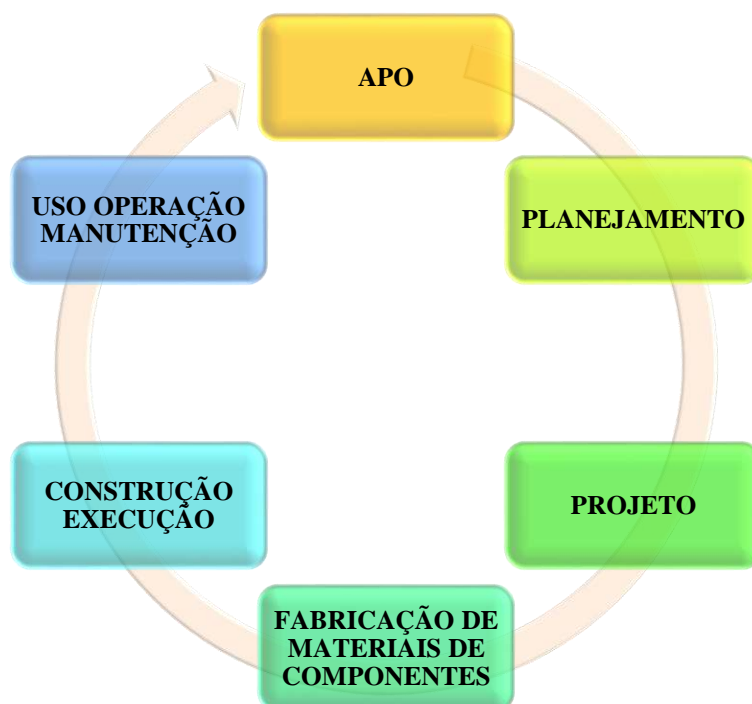 APO
PLANEJAMENTO
PROJETO
FABRICAÇÃO DE
MATERIAIS DE
COMPONENTES
CONSTRUÇÃO
EXECUÇÃO
USO OPERAÇÃO
MANUTENÇÃO